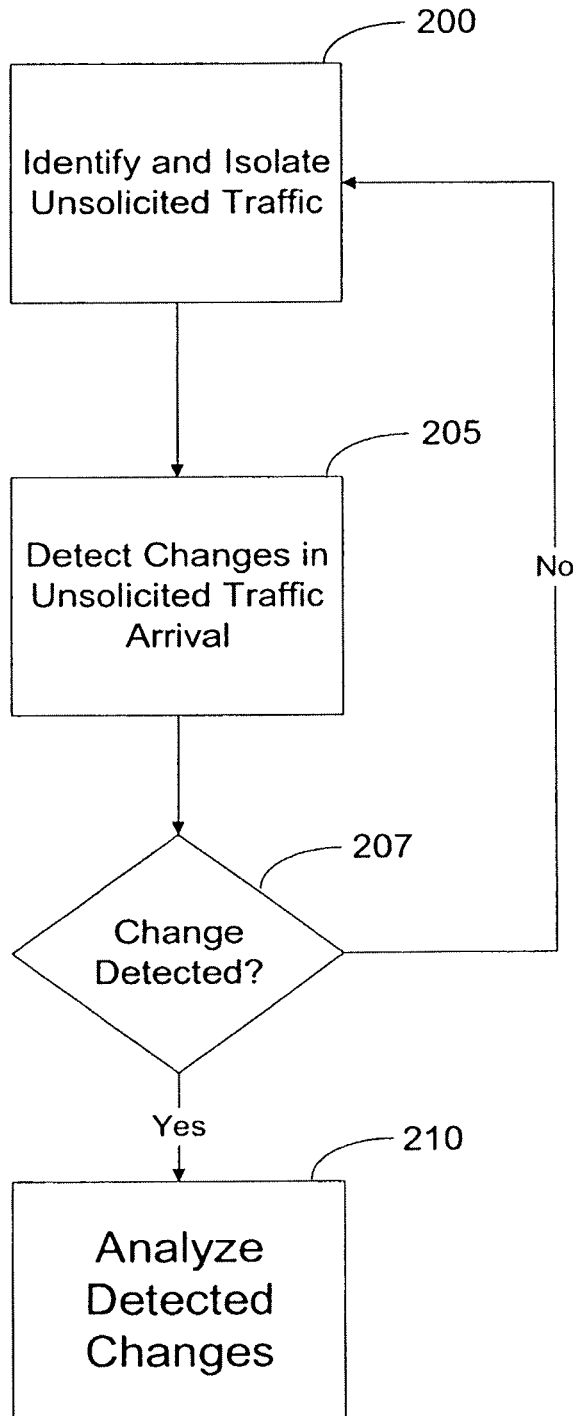 200
Identify and Isolate
Unsolicited Traffic
205
Detect Changes in
Unsolicited Traffic
Arrival
No
207
Change
Detected?
Yes
210
Analyze
Detected
Changes